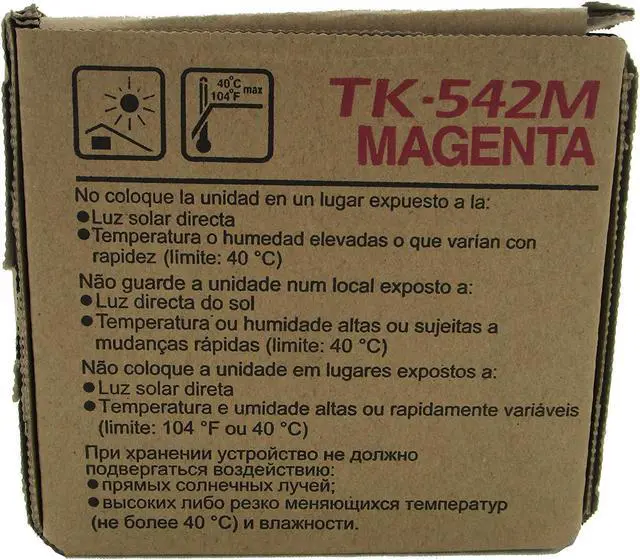 40°C
104°F max
TK-542M
MAGENTA
No coloque la unidad en un lugar expuesto a la:
●Luz solar directa
●Temperatura o humedad elevadas o que varían con
rapidez (límite: 40 °C)
Não guarde a unidade num local exposto a:
●Luz directa do sol
●Temperatura ou humidade altas ou sujeitas a
mudanças rápidas (limite: 40 °C)
Não coloque a unidade em lugares expostos a:
●Luz solar direta
●Temperatura e umidade altas ou rapidamente variáveis
(limite: 104 °F ou 40 °C)
При хранении устройство не должно
подвергаться воздействию:
●прямых солнечных лучей;
●высоких либо резко меняющихся температур
(не более 40 °C) и влажности.